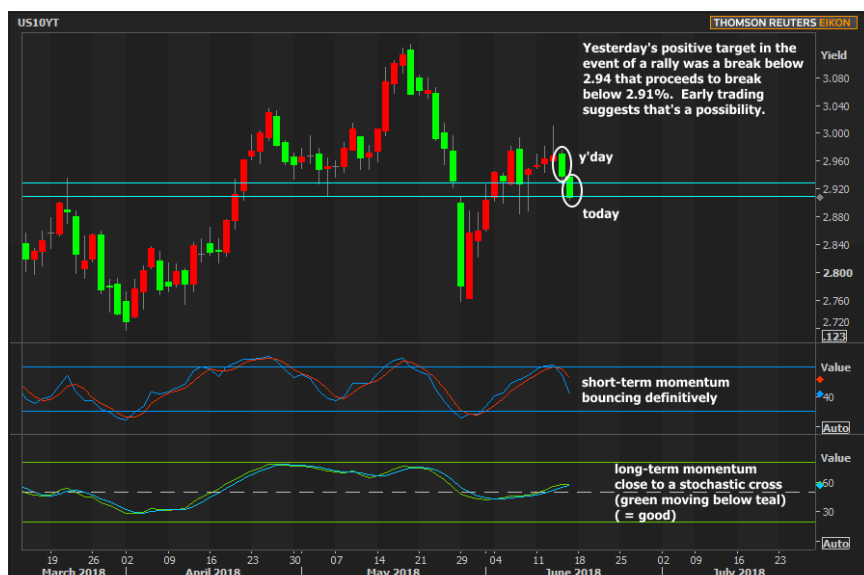 US10YT
THOMSON REUTERS EIKON
Yesterday's positive target in the
event of a rally was a break below
2.94 that proceeds to break
below 2.91%.  Early trading
suggests that's a possibility.
Yield
3.080
3.040
3.000
y'day
2.960
2.920
today
2.880
2.840
2.800
2.760
2.720
.123
Value
short-term momentum
bouncing definitively
40
Auto
Value
long-term momentum
close to a stochastic cross
(green moving below teal)
( = good)
60
30
Auto
19 26 02 09 16 23 30 07 14 21 29 04 11 18 25 02 09 16 23
March 2018 April 2018 May 2018 June 2018 July 2018